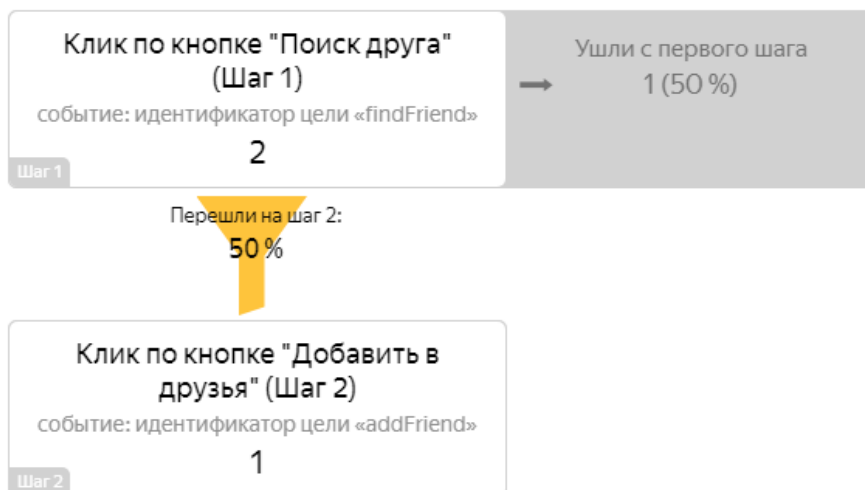 Клик по кнопке "Поиск друга"
(Шаг 1)
событие: идентификатор цели «findFriend»
2
Шаг 1
Ушли с первого шага
1 (50 %)
Перешли на шаг 2:
50 %
Клик по кнопке "Добавить в
друзья" (Шаг 2)
событие: идентификатор цели «addFriend»
1
Шаг 2